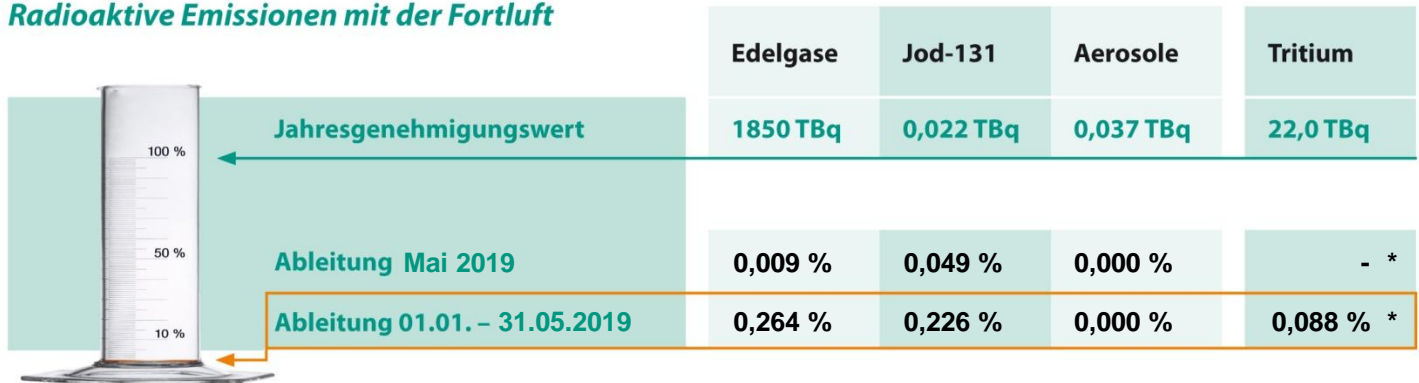 Radioaktive Emissionen mit der Fortluft
Edelgase Jod-131 Aerosole Tritium
Jahresgenehmigungswert 1850 TBq 0,022 TBq 0,037 TBq 22,0 TBq
100 %
50 %
Ableitung Mai 2019 0,009 % 0,049 % 0,000 % - *
Ableitung 01.01. – 31.05.2019 0,264 % 0,226 % 0,000 % 0,088 % *
10 %